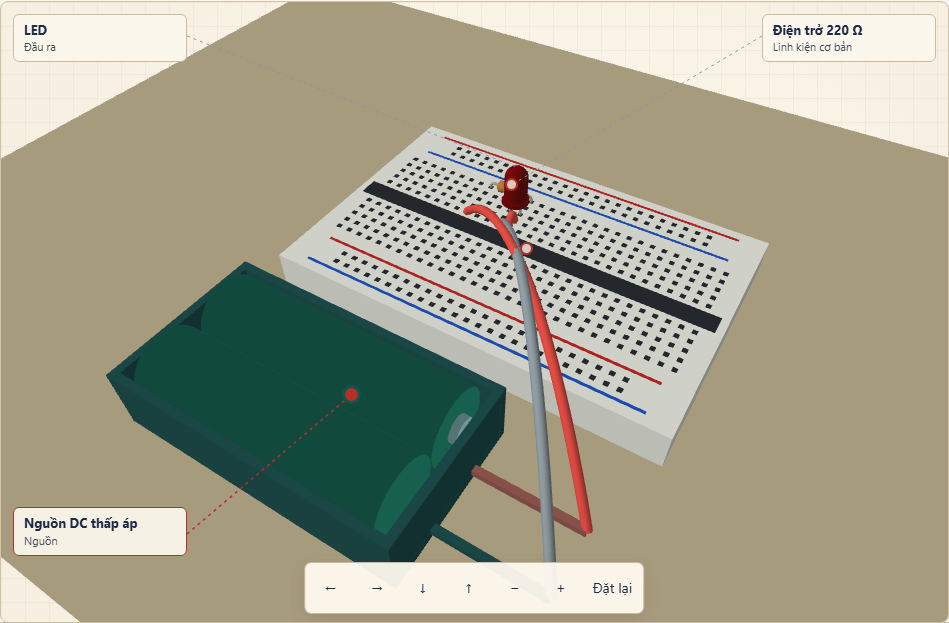 LED
Đầu ra
Điện trở 220 Ω
Linh kiện cơ bản
Nguồn DC thấp áp
Nguồn
← → ↓ ↑ − + Đặt lại